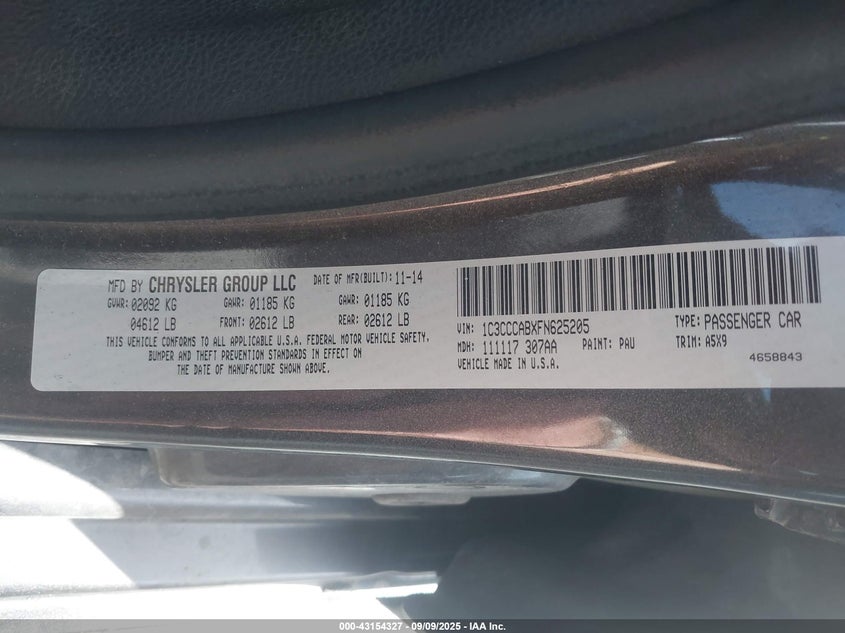 MFD BY CHRYSLER GROUP LLC DATE OF MFR(BUILT): 11-14
GVWR: 02092 KG GAWR: 01185 KG GAWR: 01185 KG
04612 LB FRONT: 02612 LB REAR: 02612 LB
THIS VEHICLE CONFORMS TO ALL APPLICABLE U.S.A. FEDERAL MOTOR VEHICLE SAFETY,
BUMPER AND THEFT PREVENTION STANDARDS IN EFFECT ON
THE DATE OF MANUFACTURE SHOWN ABOVE.
VIN: 1C3CCCABXFN625205 TYPE: PASSENGER CAR
MDH: 111117 307AA PAINT: PAU TRIM: A5X9
VEHICLE MADE IN U.S.A. 4658843
000-43154327 - 09/09/2025 - IAA Inc.